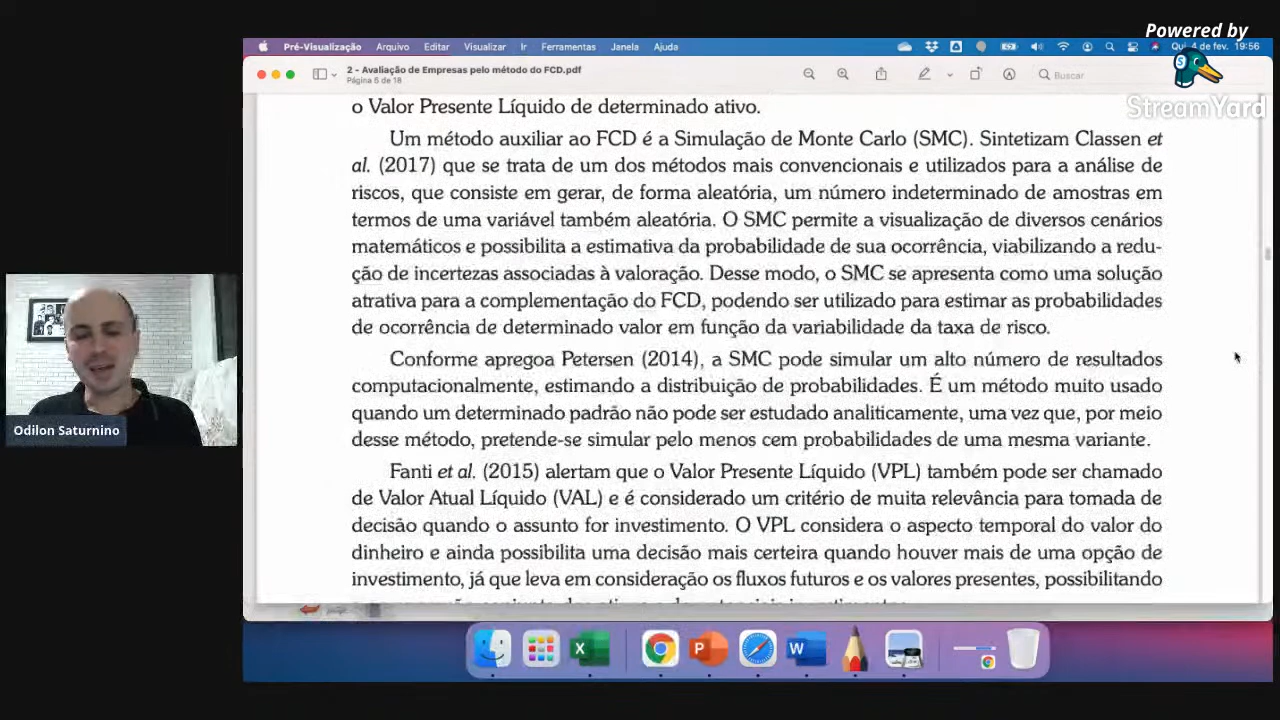 Powered by
StreamYard
Pré-Visualização Arquivo Editar Visualizar Ir Ferramentas Janela Ajuda
Qui. 4 de fev. 19:56
2 - Avaliação de Empresas pelo método do FCD.pdf
Página 6 de 18
Buscar
o Valor Presente Líquido de determinado ativo.
Um método auxiliar ao FCD é a Simulação de Monte Carlo (SMC). Sintetizam Classen et
al. (2017) que se trata de um dos métodos mais convencionais e utilizados para a análise de
riscos, que consiste em gerar, de forma aleatória, um número indeterminado de amostras em
termos de uma variável também aleatória. O SMC permite a visualização de diversos cenários
matemáticos e possibilita a estimativa da probabilidade de sua ocorrência, viabilizando a redu-
ção de incertezas associadas à valoração. Desse modo, o SMC se apresenta como uma solução
atrativa para a complementação do FCD, podendo ser utilizado para estimar as probabilidades
de ocorrência de determinado valor em função da variabilidade da taxa de risco.
Conforme apregoa Petersen (2014), a SMC pode simular um alto número de resultados
computacionalmente, estimando a distribuição de probabilidades. É um método muito usado
quando um determinado padrão não pode ser estudado analiticamente, uma vez que, por meio
desse método, pretende-se simular pelo menos cem probabilidades de uma mesma variante.
Fanti et al. (2015) alertam que o Valor Presente Líquido (VPL) também pode ser chamado
de Valor Atual Líquido (VAL) e é considerado um critério de muita relevância para tomada de
decisão quando o assunto for investimento. O VPL considera o aspecto temporal do valor do
dinheiro e ainda possibilita uma decisão mais certeira quando houver mais de uma opção de
investimento, já que leva em consideração os fluxos futuros e os valores presentes, possibilitando
Odilon Saturnino